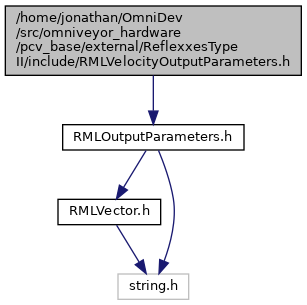 /home/jonathan/OmniDev
/src/omniveyor_hardware
/pcv_base/external/ReflexxesType
II/include/RMLVelocityOutputParameters.h
RMLOutputParameters.h
RMLVector.h
string.h